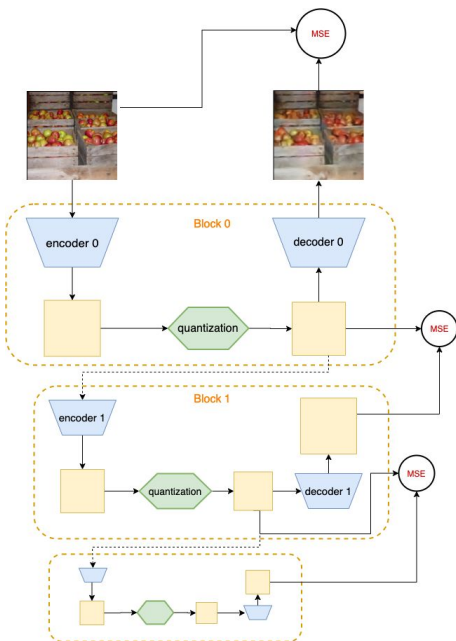 MSE
Block 0
encoder 0
decoder 0
quantization
MSE
Block 1
encoder 1
MSE
quantization
decoder 1